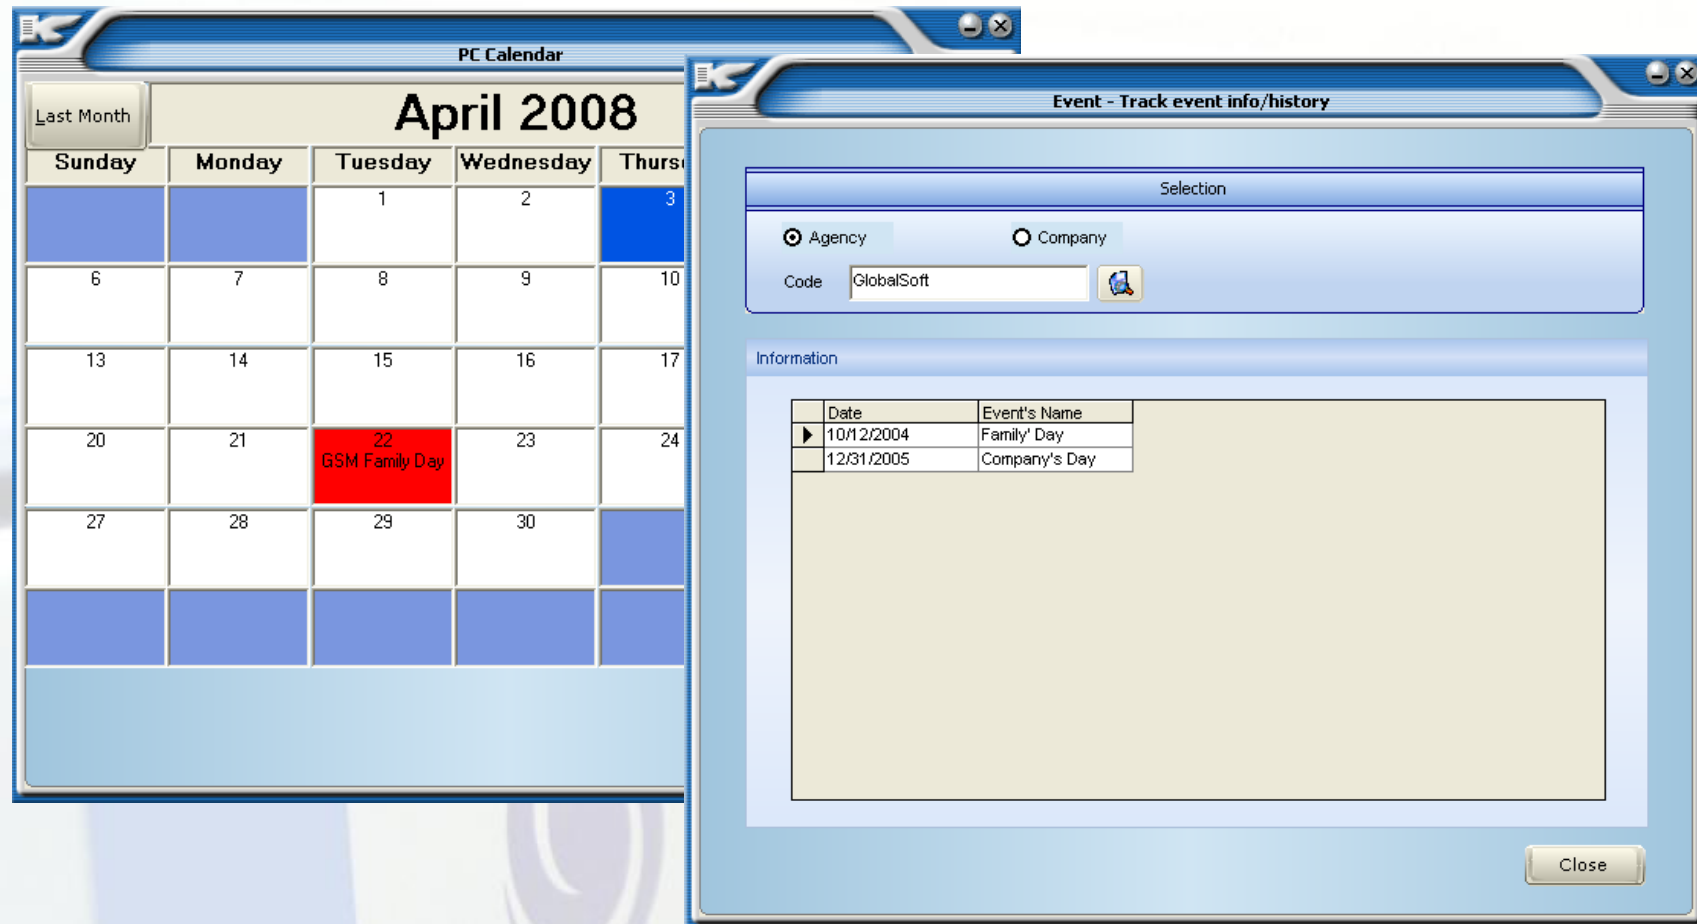 PC Calendar
Last Month
April 2008
Sunday Monday Tuesday Wednesday Thurs
1 2 3
6 7 8 9 10
13 14 15 16 17
20 21 22 23 24
GSM Family Day
27 28 29 30
Event - Track event info/history
Selection
Agency Company
Code GlobalSoft
Information
Date Event's Name
10/12/2004 Family' Day
12/31/2005 Company's Day
Close